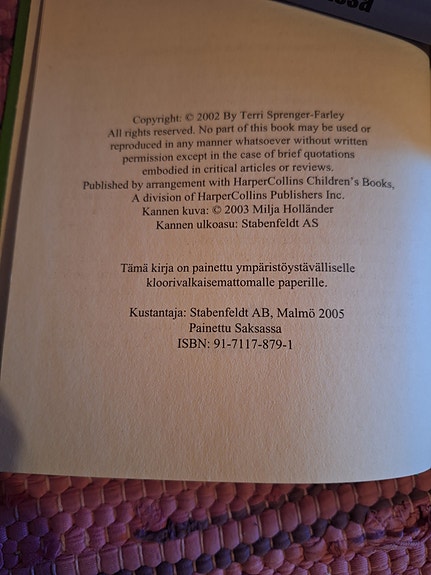 Copyright: © 2002 By Terri Sprenger-Farley
All rights reserved. No part of this book may be used or
reproduced in any manner whatsoever without written
permission except in the case of brief quotations
embodied in critical articles or reviews.
Published by arrangement with HarperCollins Children's Books,
A division of HarperCollins Publishers Inc.
Kannen kuva: © 2003 Milja Holländer
Kannen ulkoasu: Stabenfeldt AS
Tämä kirja on painettu ympäristöystävälliselle
kloorivalkaisemattomalle paperille.
Kustantaja: Stabenfeldt AB, Malmö 2005
Painettu Saksassa
ISBN: 91-7117-879-1